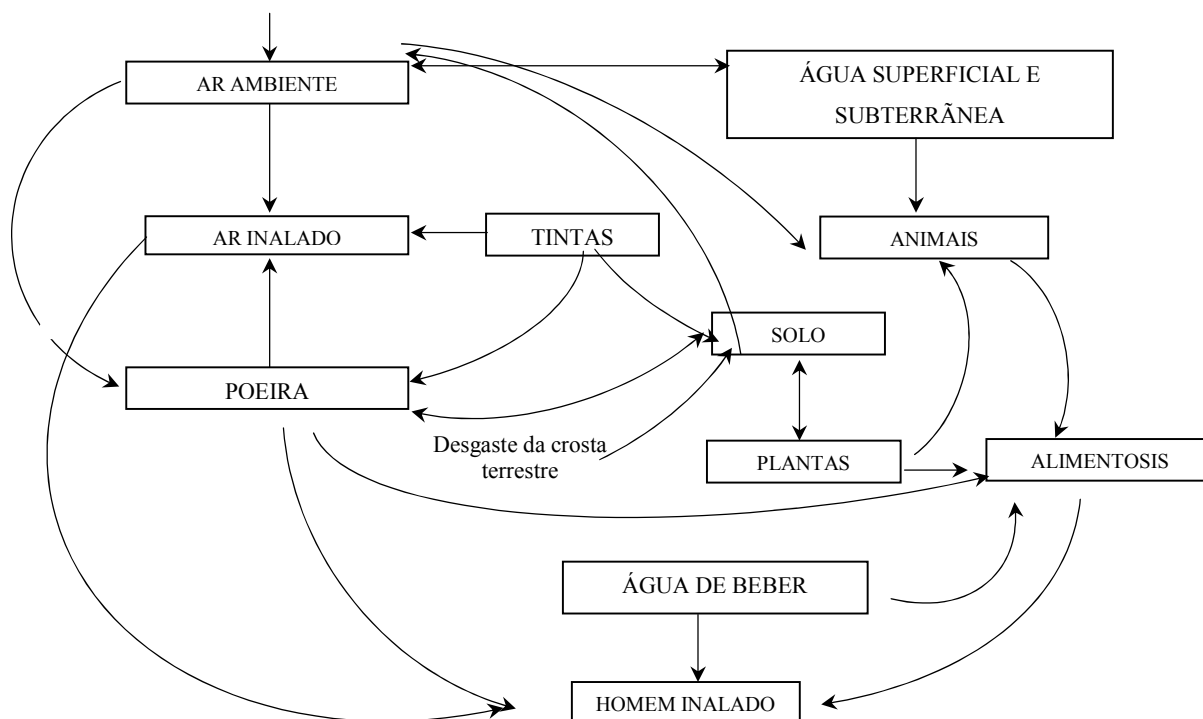 AR AMBIENTE
ÁGUA SUPERFICIAL E
SUBTERRÃNEA
AR INALADO
TINTAS
ANIMAIS
SOLO
POEIRA
Desgaste da crosta
terrestre
PLANTAS
ALIMENTOSIS
ÁGUA DE BEBER
HOMEM INALADO